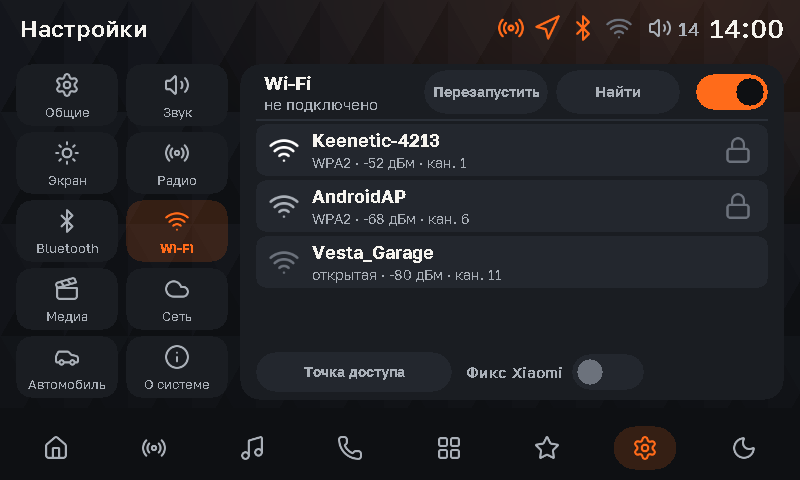 Настройки
14
14:00
Общие
Звук
Экран
Радио
Bluetooth
Wi-Fi
Медиа
Сеть
Автомобиль
О системе
Wi-Fi
не подключено
Перезапустить
Найти
Keenetic-4213
WPA2 · -52 дБм · кан. 1
AndroidAP
WPA2 · -68 дБм · кан. 6
Vesta_Garage
открытая · -80 дБм · кан. 11
Точка доступа
Фикс Xiaomi